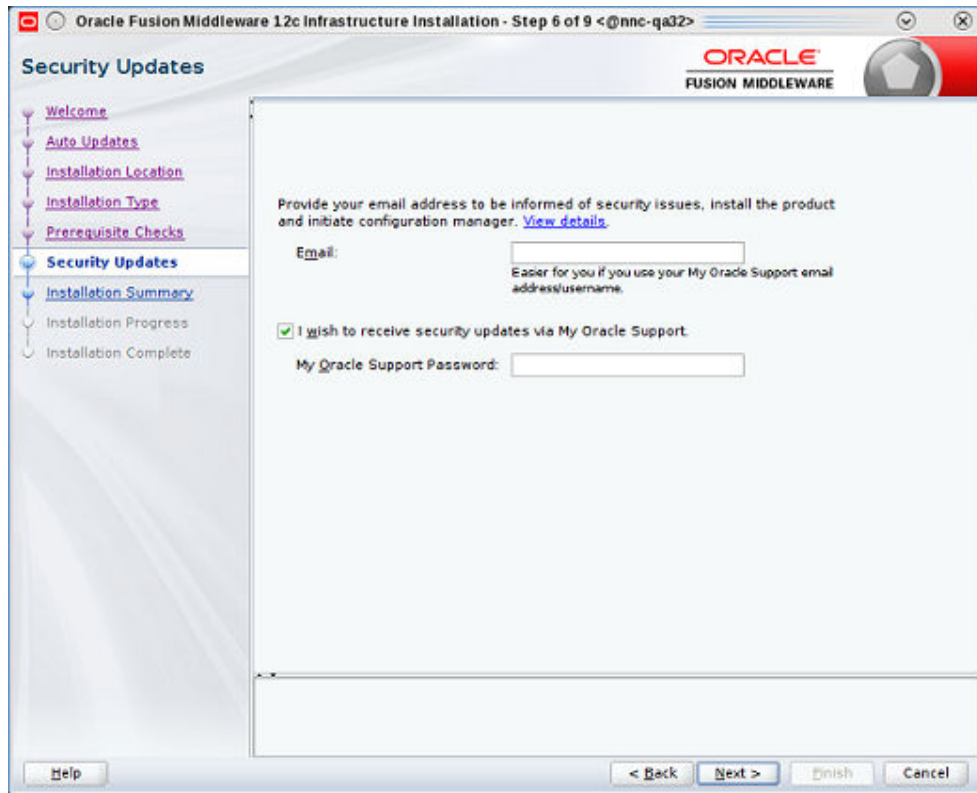 Oracle Fusion Middleware 12c Infrastructure Installation - Step 6 of 9 <@nnc-qa32>
Security Updates
ORACLE
FUSION MIDDLEWARE
Welcome
Auto Updates
Installation Location
Installation Type
Prerequisite Checks
Security Updates
Installation Summary
Installation Progress
Installation Complete
Provide your email address to be informed of security issues, install the product
and initiate configuration manager. View details.
Email:
Easier for you if you use your My Oracle Support email
address/username.
I wish to receive security updates via My Oracle Support.
My Oracle Support Password:
Help
< Back
Next >
Finish
Cancel